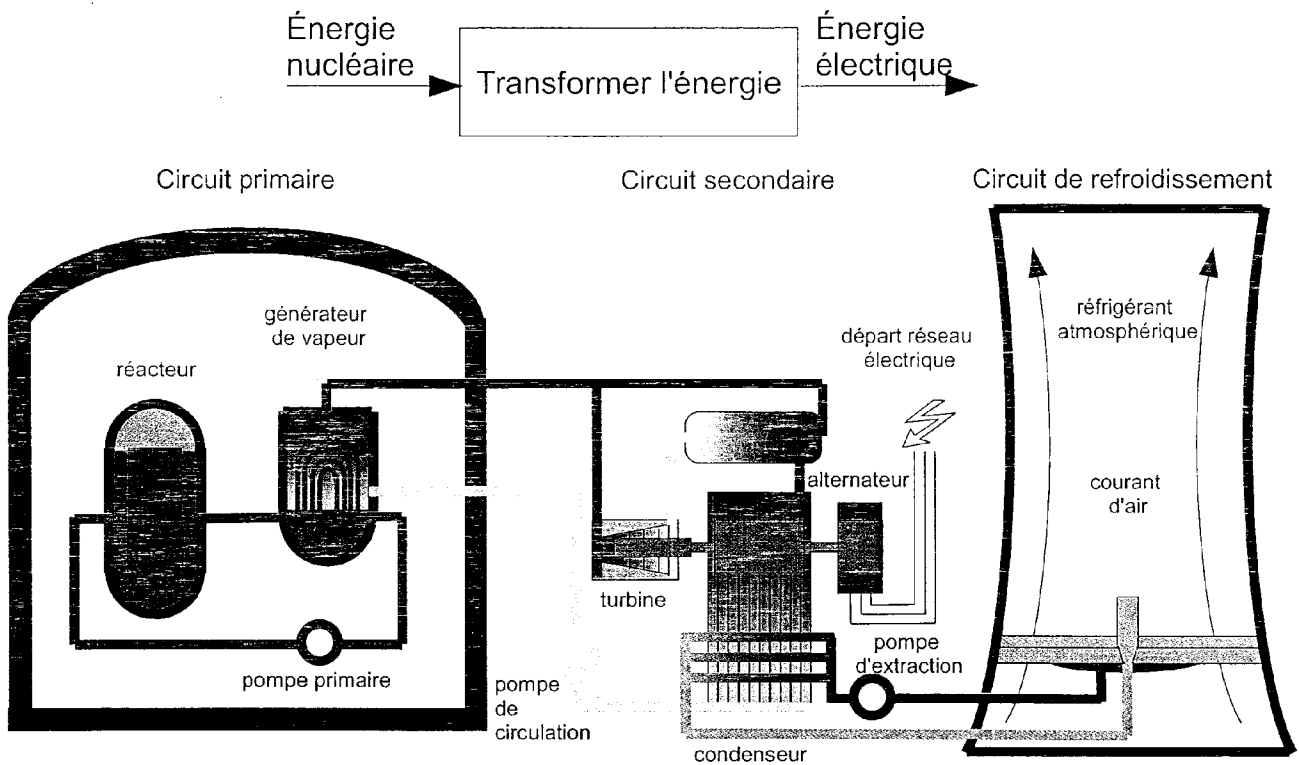 Énergie
nucléaire
Transformer l'énergie
Énergie
électrique
Circuit primaire
Circuit secondaire
Circuit de refroidissement
générateur
de vapeur
réacteur
départ réseau
électrique
réfrigérant
atmosphérique
alternateur
courant
d'air
turbine
pompe
d'extraction
pompe primaire
pompe
de
circulation
condenseur